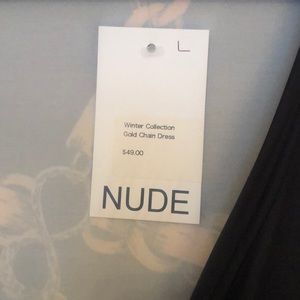 L
Winter Collection
Gold Chain Dress
$49.00
NUDE